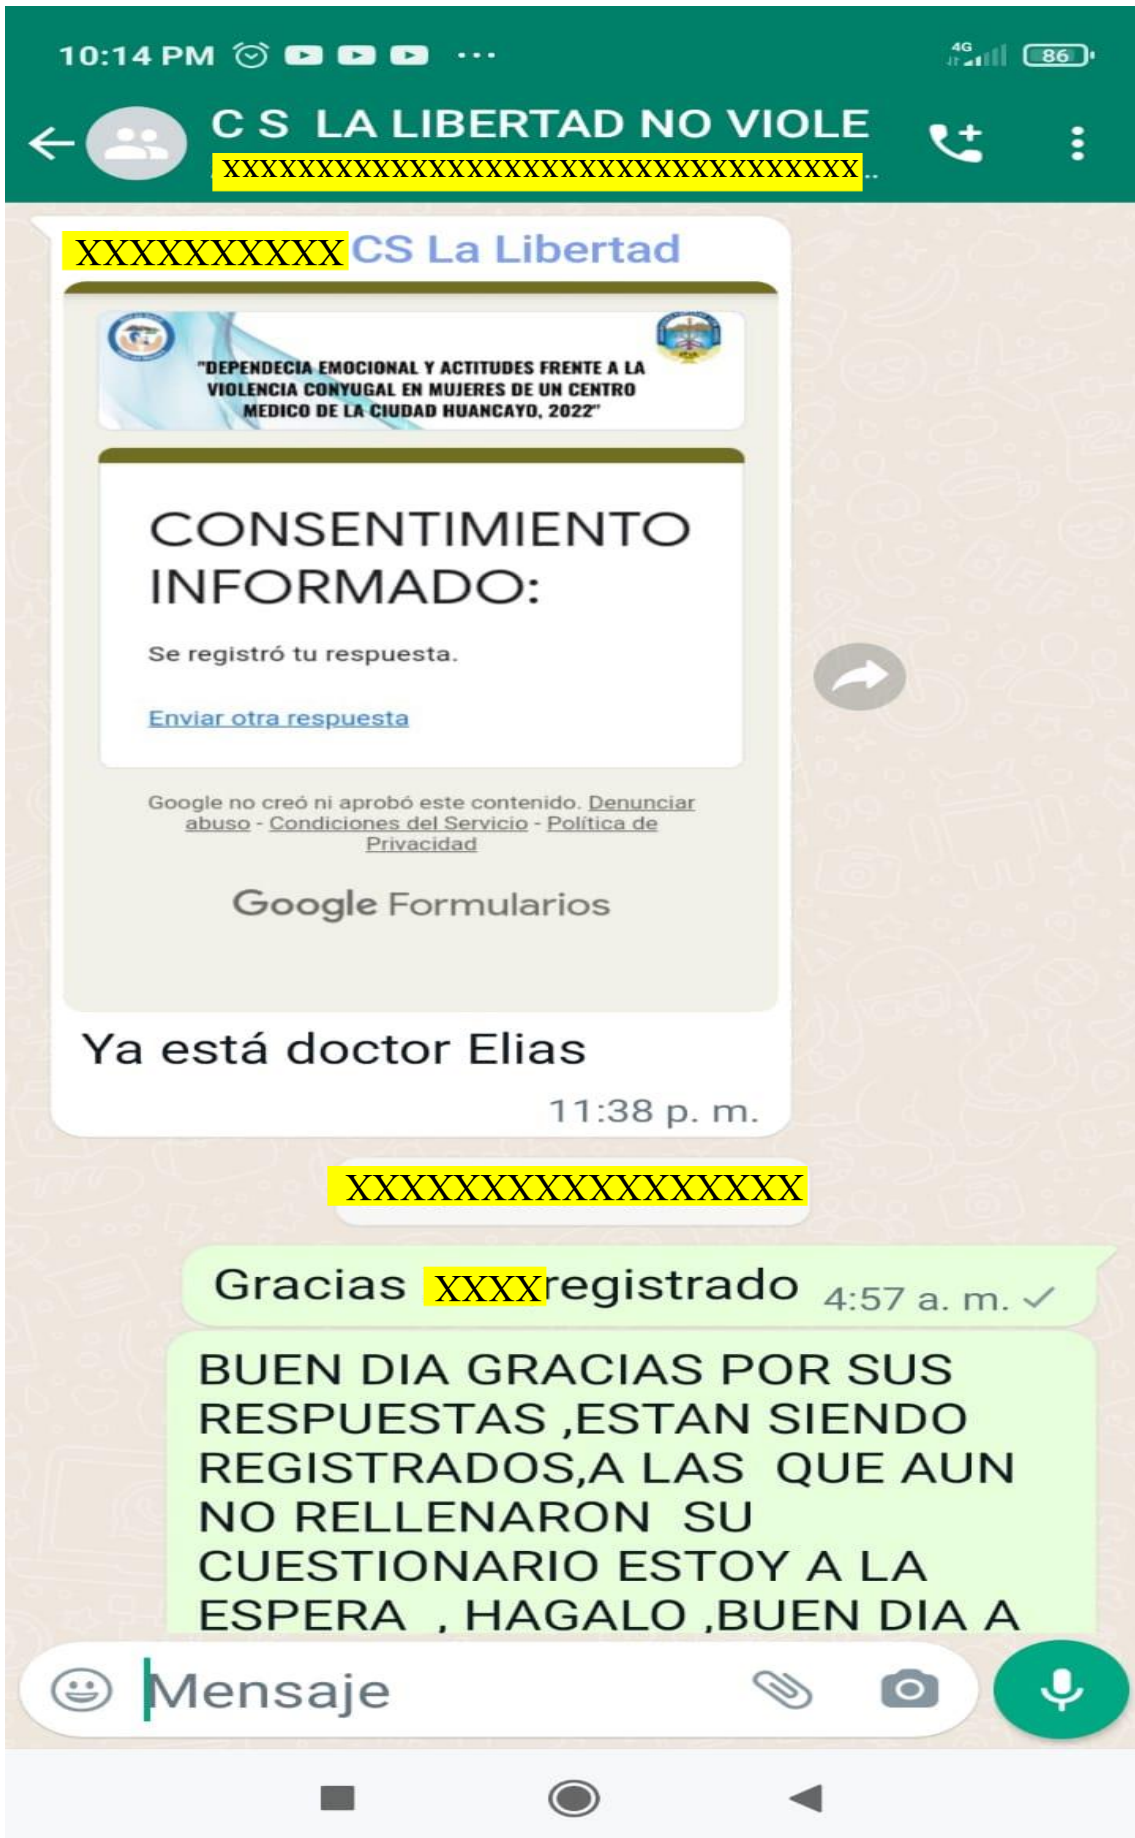 10:14 PM ...
4G
86
C S LA LIBERTAD NO VIOLE
XXXXXXXXXXXXXXXXXXXXXXXXXXXXXXXXXX..
XXXXXXXXXX CS La Libertad
"DEPENDECIA EMOCIONAL Y ACTITUDES FRENTE A LA
VIOLENCIA CONYUGAL EN MUJERES DE UN CENTRO
MEDICO DE LA CIUDAD HUANCAYO, 2022"
CONSENTIMIENTO
INFORMADO:
Se registró tu respuesta.
Enviar otra respuesta
Google no creó ni aprobó este contenido. Denunciar
abuso - Condiciones del Servicio - Política de
Privacidad
Google Formularios
Ya está doctor Elias
11:38 p. m.
XXXXXXXXXXXXXXXXX
Gracias XXXX registrado 4:57 a. m.
BUEN DIA GRACIAS POR SUS
RESPUESTAS ,ESTAN SIENDO
REGISTRADOS,A LAS QUE AUN
NO RELLENARON SU
CUESTIONARIO ESTOY A LA
ESPERA , HAGALO ,BUEN DIA A
Mensaje